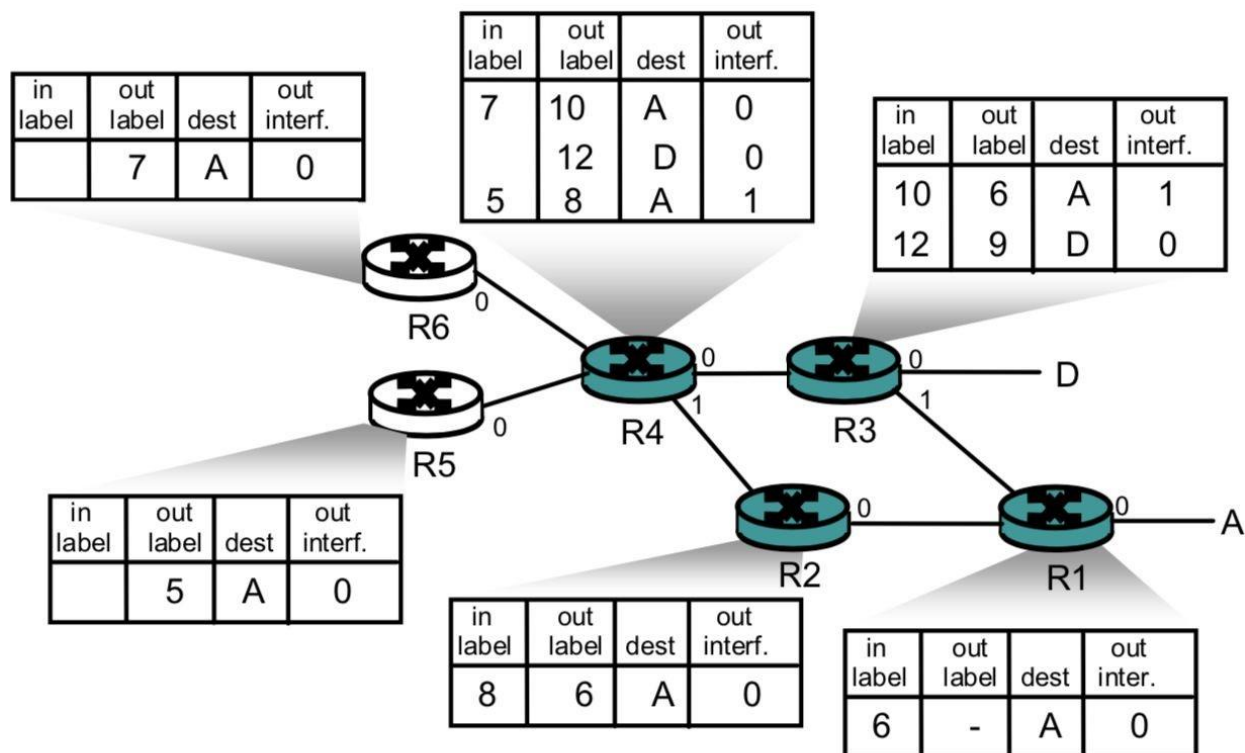 in out dest out
label label interf.
7 10 A 0
12 D 0
5 8 A 1
in out dest out
label label interf.
7 A 0
in out dest out
label label interf.
10 6 A 1
12 9 D 0
R6
0
R5
0
R4
0
1
R3
0
1
D
R2
0
R1
0
A
in out dest out
label label interf.
5 A 0
in out dest out
label label interf.
8 6 A 0
in out dest out
label label inter.
6 - A 0